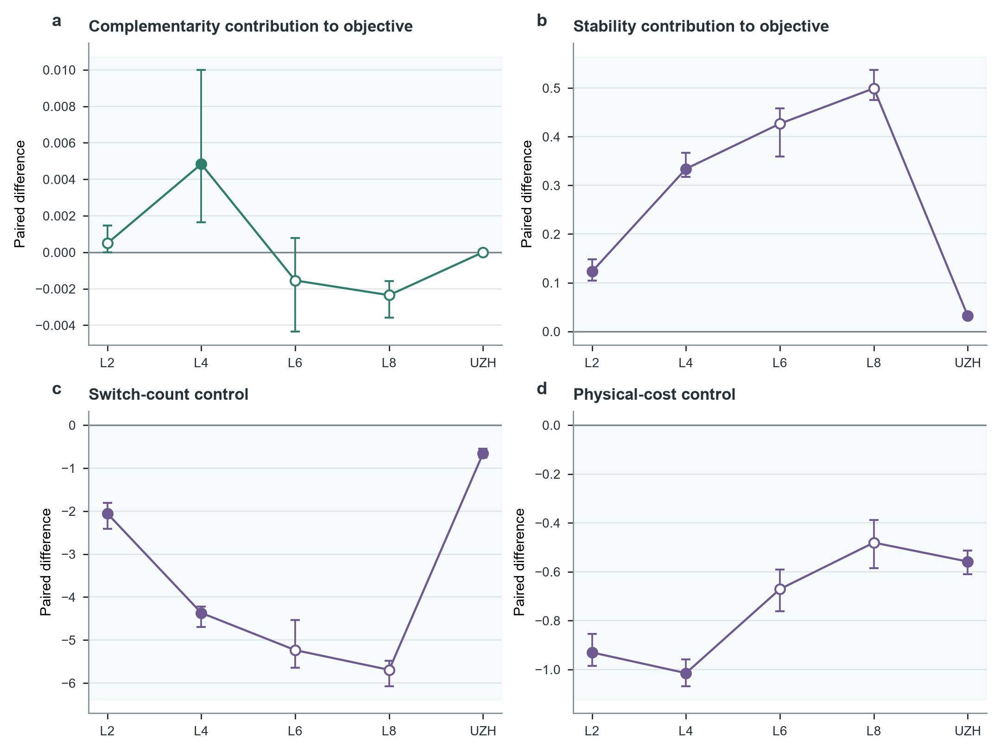 a
Complementarity contribution to objective
Paired difference
0.010
0.008
0.006
0.004
0.002
0.000
−0.002
−0.004
L2
L4
L6
L8
UZH
b
Stability contribution to objective
Paired difference
0.5
0.4
0.3
0.2
0.1
0.0
L2
L4
L6
L8
UZH
c
Switch-count control
Paired difference
0
−1
−2
−3
−4
−5
−6
L2
L4
L6
L8
UZH
d
Physical-cost control
Paired difference
0.0
−0.2
−0.4
−0.6
−0.8
−1.0
L2
L4
L6
L8
UZH